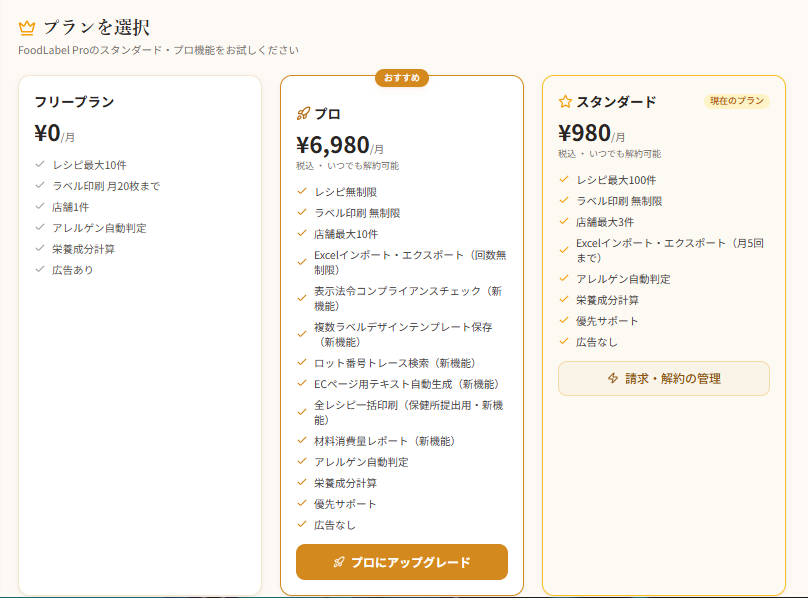 プランを選択
FoodLabel Proのスタンダード・プロ機能をお試しください
フリープラン
¥0/月
レシピ最大10件
ラベル印刷 月20枚まで
店舗1件
アレルゲン自動判定
栄養成分計算
広告あり
おすすめ
プロ
¥6,980/月
税込 ・ いつでも解約可能
レシピ無制限
ラベル印刷 無制限
店舗最大10件
Excelインポート・エクスポート（回数無
制限）
表示法令コンプライアンスチェック（新
機能）
複数ラベルデザインテンプレート保存
（新機能）
ロット番号トレース検索（新機能）
ECページ用テキスト自動生成（新機能）
全レシピ一括印刷（保健所提出用・新機
能）
材料消費量レポート（新機能）
アレルゲン自動判定
栄養成分計算
優先サポート
広告なし
プロにアップグレード
スタンダード
現在のプラン
¥980/月
税込 ・ いつでも解約可能
レシピ最大100件
ラベル印刷 無制限
店舗最大3件
Excelインポート・エクスポート（月5回
まで）
アレルゲン自動判定
栄養成分計算
優先サポート
広告なし
請求・解約の管理